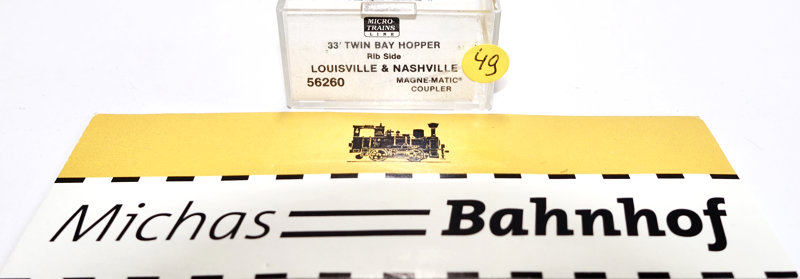 MICRO-
TRAINS
LINE
33' TWIN BAY HOPPER
Rib Side
LOUISVILLE & NASHVILLE
56260
MAGNE-MATIC®
COUPLER
49
Michas Bahnhof